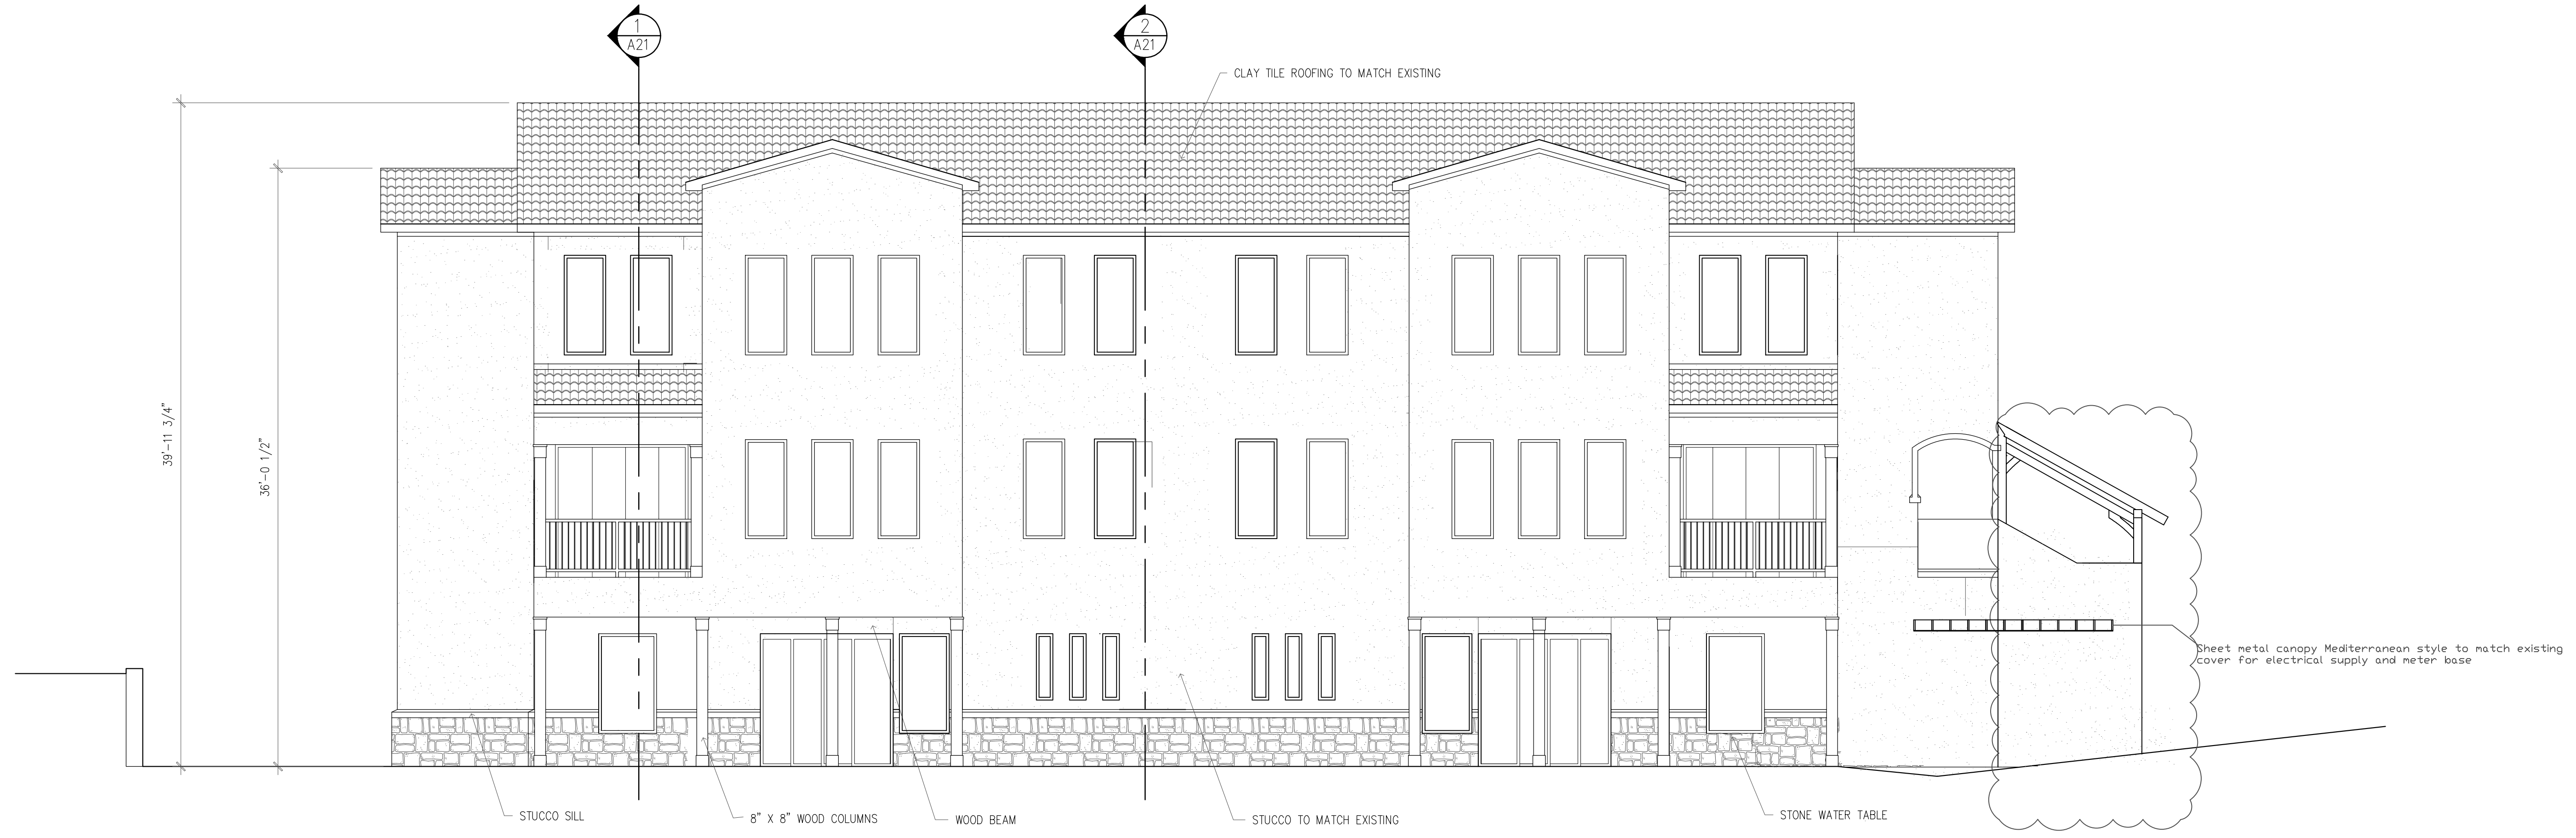 1
A21
2
A21
CLAY TILE ROOFING TO MATCH EXISTING
39'-11 3/4"
36'-0 1/2"
Sheet metal canopy Mediterranean style to match existing
cover for electrical supply and meter base
STUCCO SILL
8" X 8" WOOD COLUMNS
WOOD BEAM
STUCCO TO MATCH EXISTING
STONE WATER TABLE